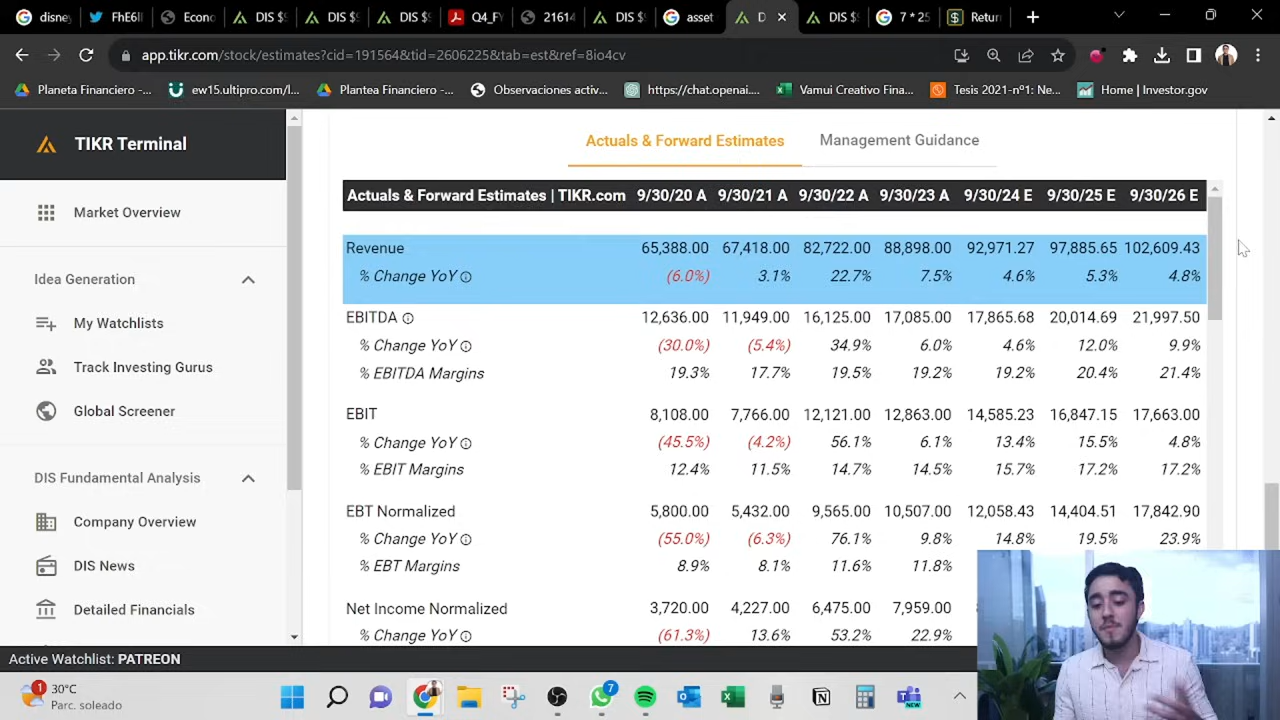 disney
FhE6l
Econo
DIS $9
DIS $9
DIS $
Q4_FY
21614
DIS $
asset
D
DIS $9
7 * 25
Return
app.tikr.com/stock/estimates?cid=191564&tid=2606225&tab=est&ref=8io4cv
Planeta Financiero -... ew15.ultipro.com/l... Plantea Financiero -... Observaciones activ... https://chat.openai.... Vamui Creativo Fina... Tesis 2021-nº1: Ne... Home | Investor.gov
TIKR Terminal
Market Overview
Idea Generation
My Watchlists
Track Investing Gurus
Global Screener
DIS Fundamental Analysis
Company Overview
DIS News
Detailed Financials
Actuals & Forward Estimates Management Guidance
Actuals & Forward Estimates | TIKR.com 9/30/20 A 9/30/21 A 9/30/22 A 9/30/23 A 9/30/24 E 9/30/25 E 9/30/26 E
Revenue 65,388.00 67,418.00 82,722.00 88,898.00 92,971.27 97,885.65 102,609.43
% Change YoY (6.0%) 3.1% 22.7% 7.5% 4.6% 5.3% 4.8%
EBITDA 12,636.00 11,949.00 16,125.00 17,085.00 17,865.68 20,014.69 21,997.50
% Change YoY (30.0%) (5.4%) 34.9% 6.0% 4.6% 12.0% 9.9%
% EBITDA Margins 19.3% 17.7% 19.5% 19.2% 19.2% 20.4% 21.4%
EBIT 8,108.00 7,766.00 12,121.00 12,863.00 14,585.23 16,847.15 17,663.00
% Change YoY (45.5%) (4.2%) 56.1% 6.1% 13.4% 15.5% 4.8%
% EBIT Margins 12.4% 11.5% 14.7% 14.5% 15.7% 17.2% 17.2%
EBT Normalized 5,800.00 5,432.00 9,565.00 10,507.00 12,058.43 14,404.51 17,842.90
% Change YoY (55.0%) (6.3%) 76.1% 9.8% 14.8% 19.5% 23.9%
% EBT Margins 8.9% 8.1% 11.6% 11.8%
Net Income Normalized 3,720.00 4,227.00 6,475.00 7,959.00
% Change YoY (61.3%) 13.6% 53.2% 22.9%
Active Watchlist: PATREON
1
30°C
Parc. soleado
7
NEW